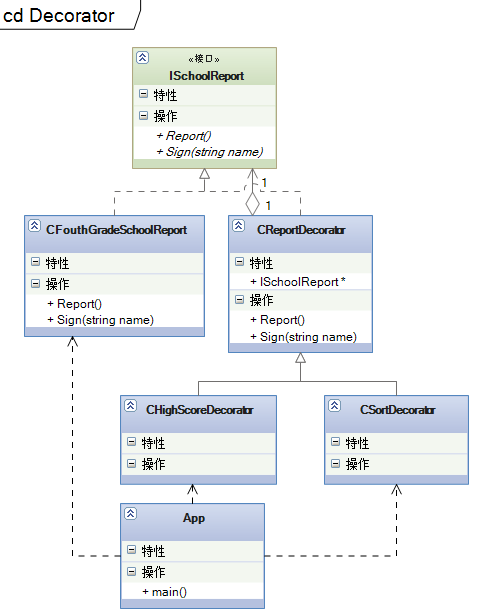 cd Decorator
«接口»
ISchoolReport
特性
操作
+ Report()
+ Sign(string name)
1
1
CFouthGradeSchoolReport
特性
操作
+ Report()
+ Sign(string name)
CReportDecorator
特性
+ ISchoolReport *
操作
+ Report()
+ Sign(string name)
CHighScoreDecorator
特性
操作
CSortDecorator
特性
操作
App
特性
操作
+ main()